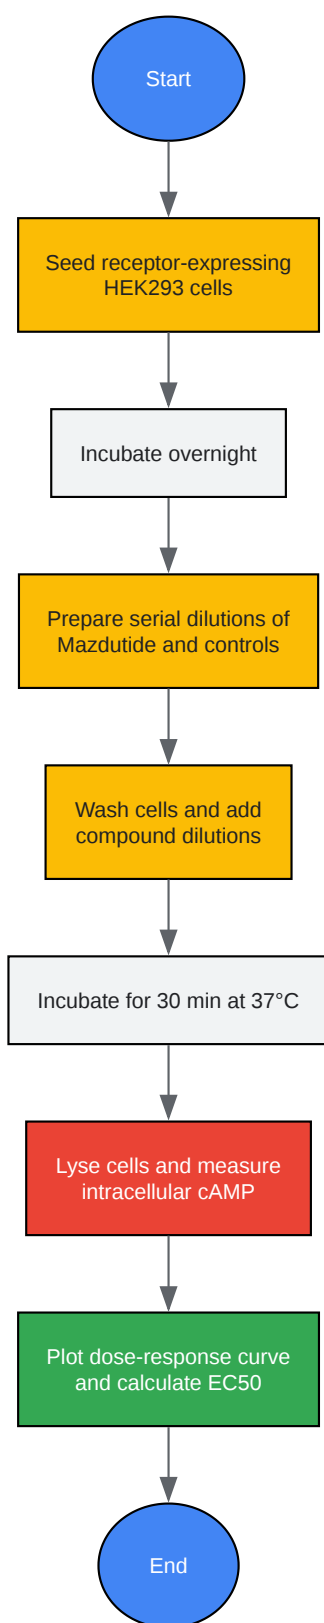 Start
Seed receptor-expressing
HEK293 cells
Incubate overnight
Prepare serial dilutions of
Mazdutide and controls
Wash cells and add
compound dilutions
Incubate for 30 min at 37°C
Lyse cells and measure
intracellular cAMP
Plot dose-response curve
and calculate EC50
End